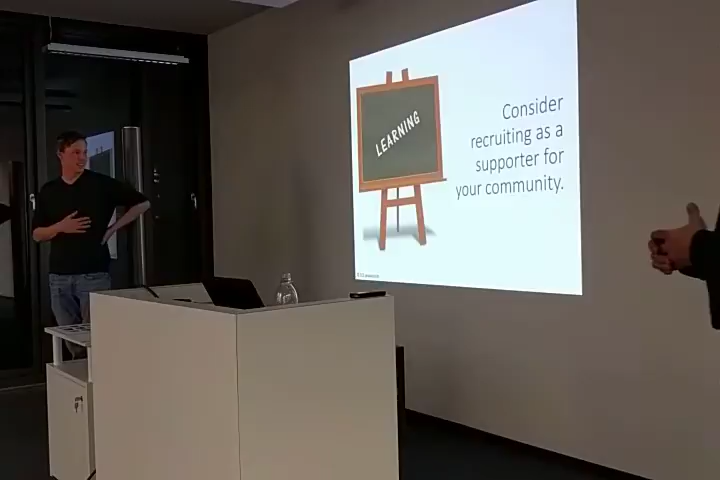 LEARNING
Consider
recruiting as a
supporter for
your community.